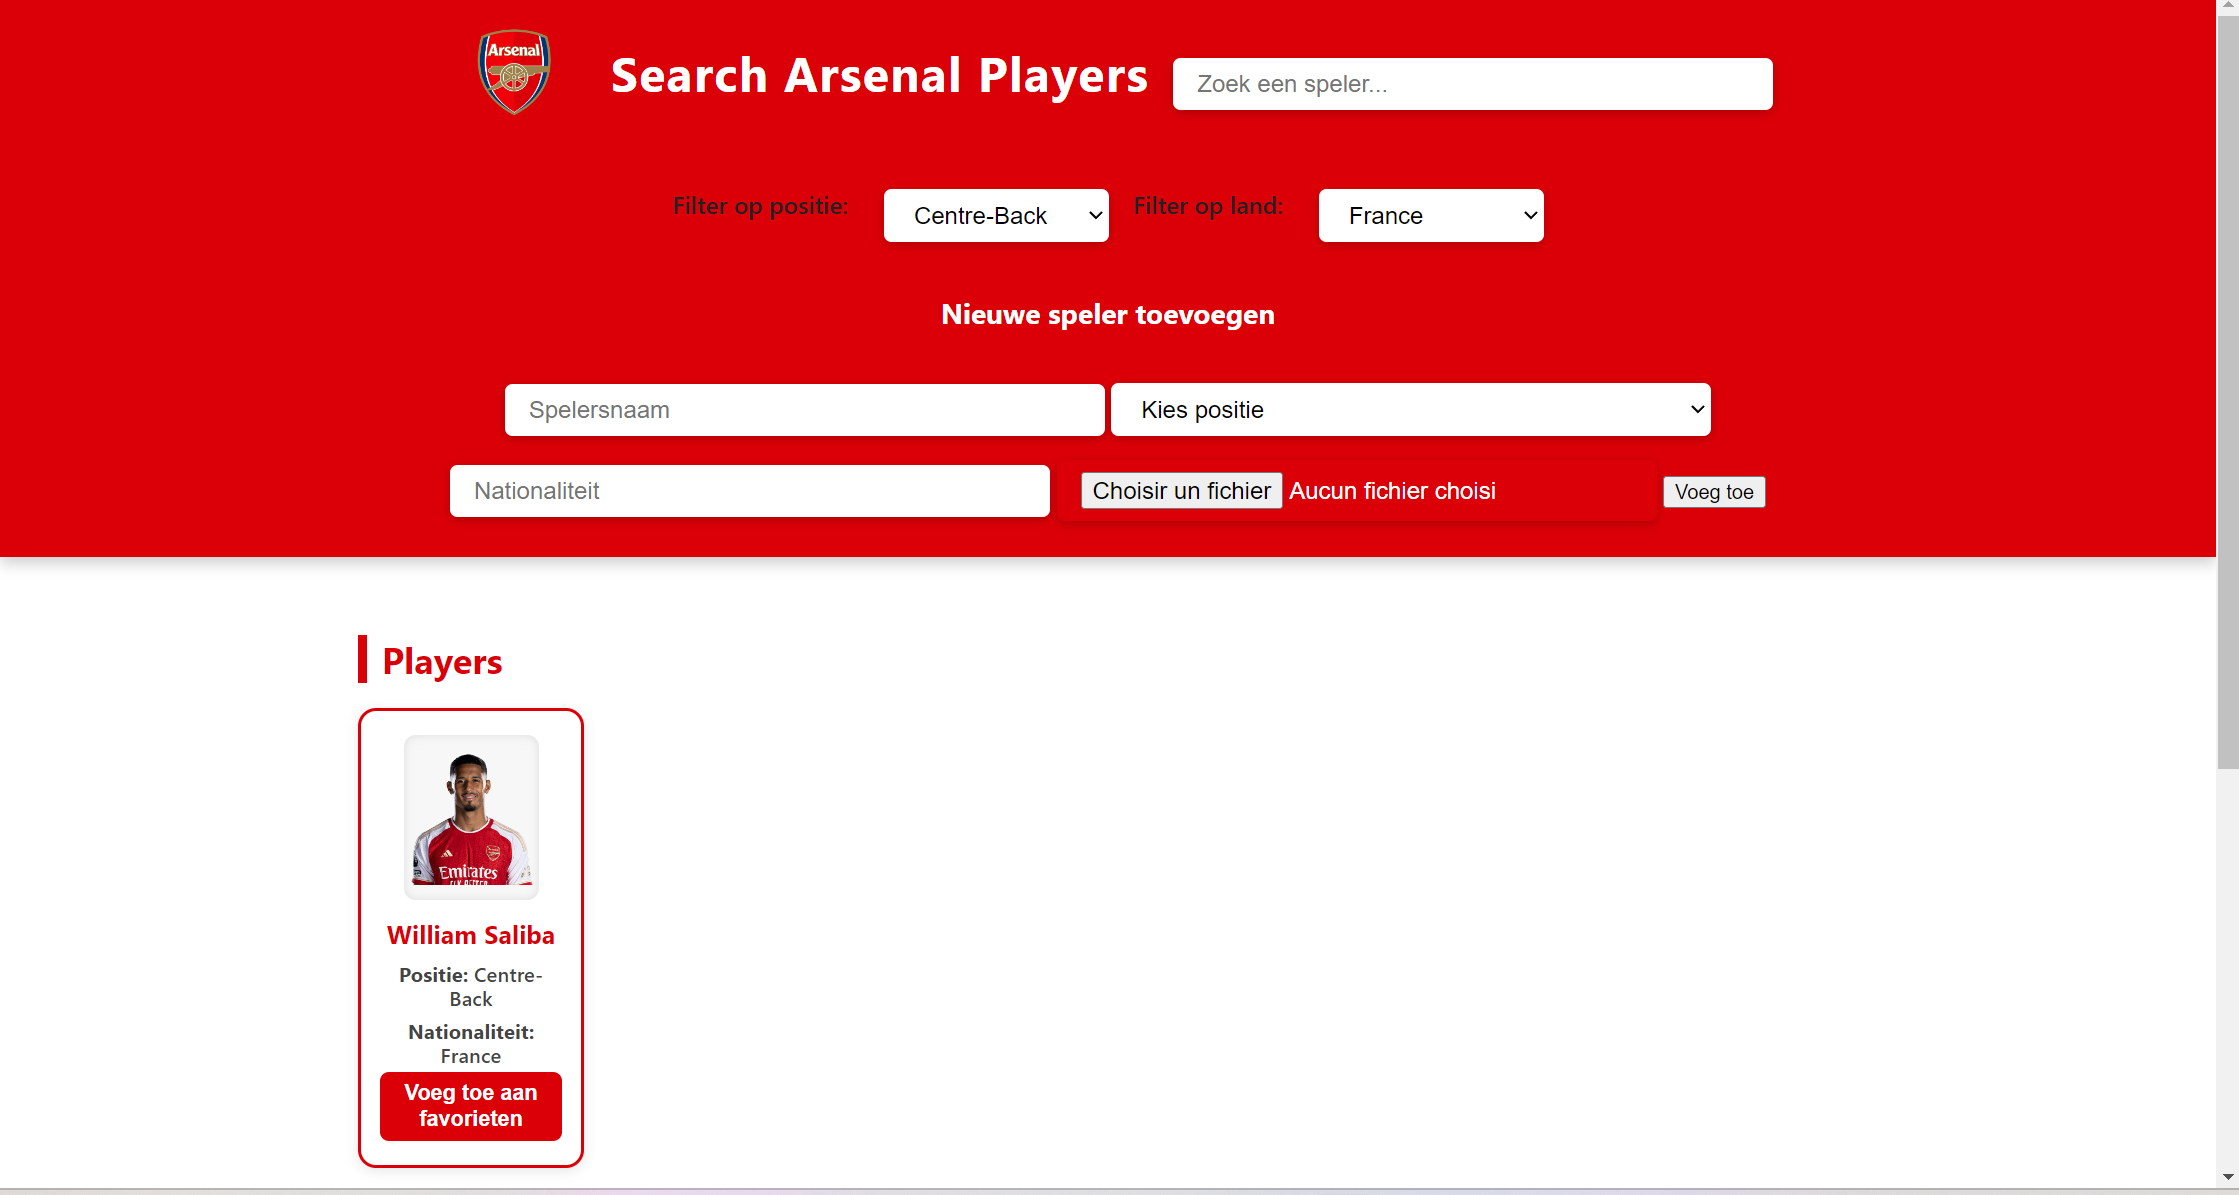 Arsenal
Search Arsenal Players
Zoek een speler...
Filter op positie:
Centre-Back
Filter op land:
France
Nieuwe speler toevoegen
Spelersnaam
Kies positie
Nationaliteit
Choisir un fichier Aucun fichier choisi
Voeg toe
Players
Emirates
William Saliba
Positie: Centre-
Back
Nationaliteit:
France
Voeg toe aan
favorieten